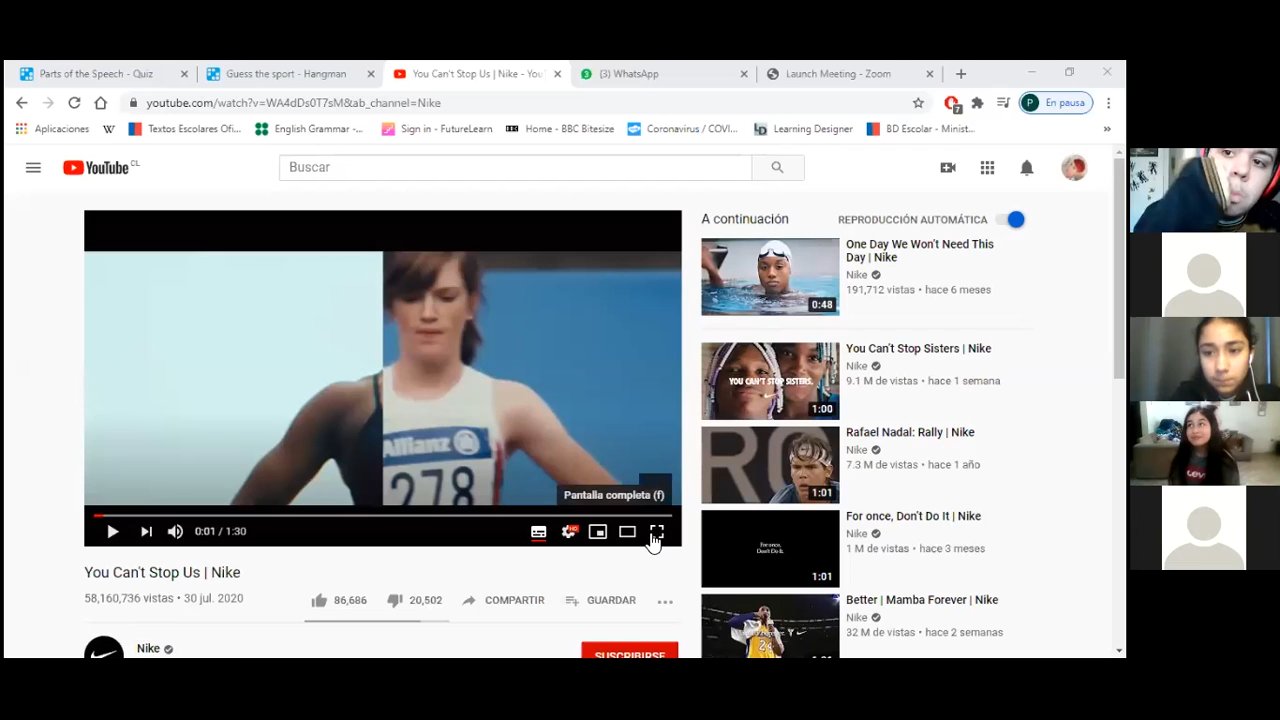 Parts of the Speech - Quiz
Guess the sport - Hangman
You Can't Stop Us | Nike - You
(3) WhatsApp
Launch Meeting - Zoom
youtube.com/watch?v=WA4dDs0T7sM&ab_channel=Nike
7
P En pausa
Aplicaciones
W
Textos Escolares Ofi...
English Grammar -...
Sign in - FutureLearn
Home - BBC Bitesize
Coronavirus / COVI...
Learning Designer
BD Escolar - Minist...
YouTube CL
Buscar
A continuación
REPRODUCCIÓN AUTOMÁTICA
One Day We Won't Need This
Day | Nike
Nike
191,712 vistas • hace 6 meses
0:48
You Can't Stop Sisters | Nike
Nike
9.1 M de vistas • hace 1 semana
YOU CAN'T STOP SISTERS.
1:00
Rafael Nadal: Rally | Nike
Nike
7.3 M de vistas • hace 1 año
1:01
For once, Don't Do It | Nike
Nike
1 M de vistas • hace 3 meses
For once,
Don't Do It.
1:01
Better | Mamba Forever | Nike
Nike
32 M de vistas • hace 2 semanas
24
Allianz
278
Pantalla completa (f)
0:01 / 1:30
HD
You Can't Stop Us | Nike
58,160,736 vistas • 30 jul. 2020
86,686
20,502
COMPARTIR
GUARDAR
Nike
SUSCRIBIRSE